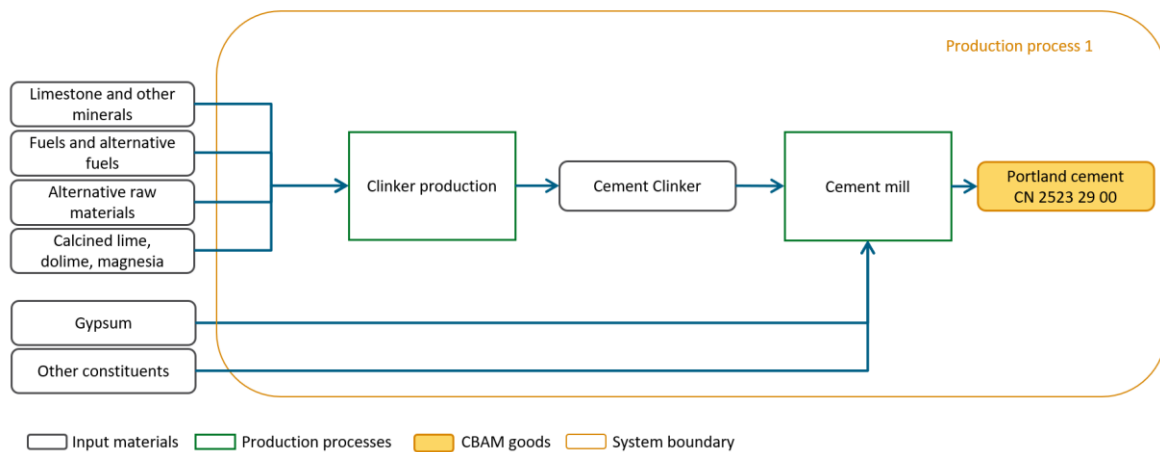 Production process 1
Limestone and other
minerals
Fuels and alternative
fuels
Alternative raw
materials
Calcined lime,
dolime, magnesia
Clinker production
Cement Clinker
Cement mill
Portland cement
CN 2523 29 00
Gypsum
Other constituents
Input materials
Production processes
CBAM goods
System boundary